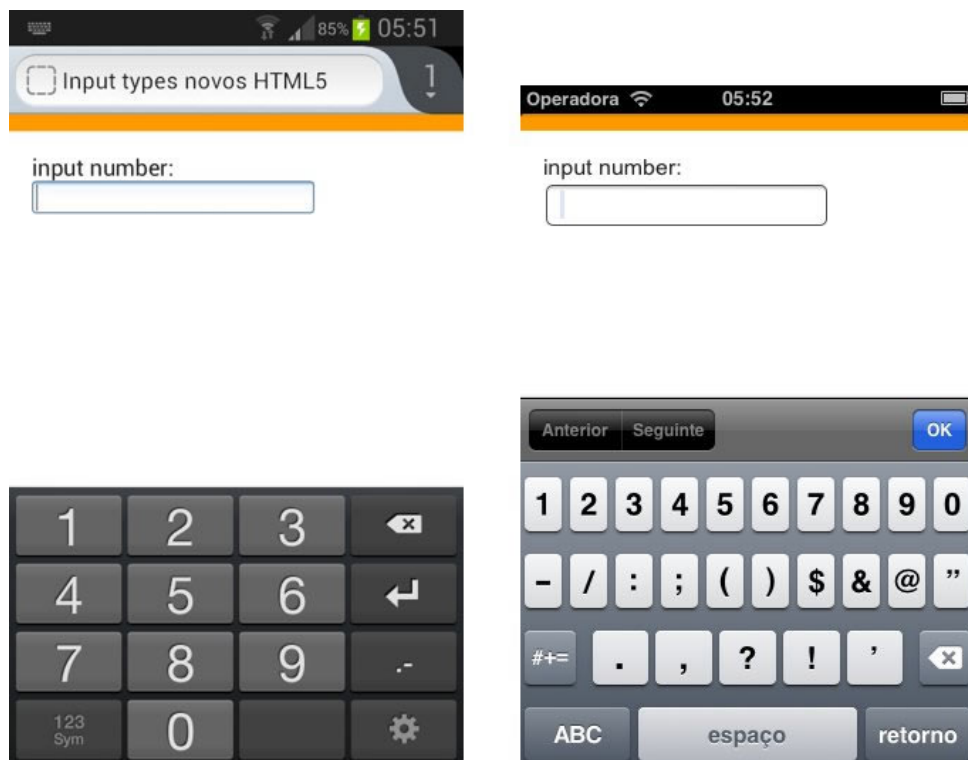 85% 05:51
Input types novos HTML5 1
input number:
1 2 3
4 5 6
7 8 9 .-
123
Sym 0
Operadora 05:52
input number:
Anterior Seguinte OK
1 2 3 4 5 6 7 8 9 0
- / : ; ( ) $ & @ ”
#+= . , ? ! ’
ABC espaço retorno